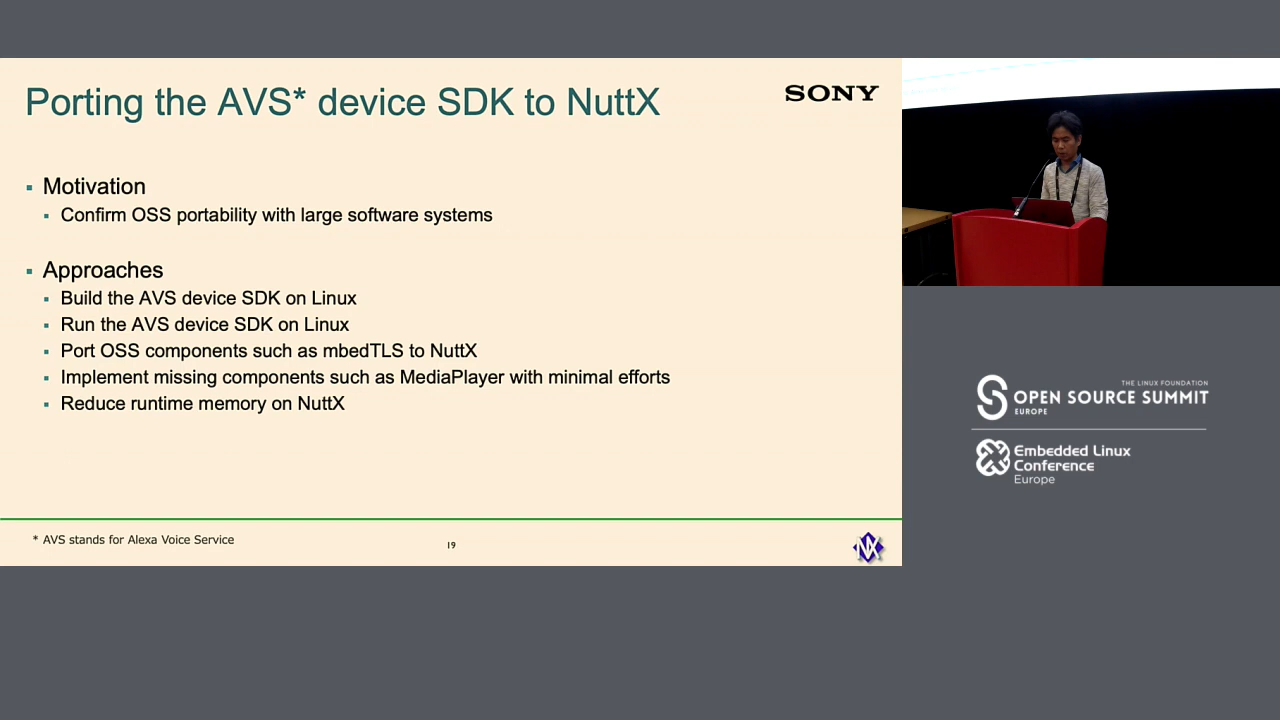 Porting the AVS* device SDK to NuttX
SONY
Motivation
Confirm OSS portability with large software systems
Approaches
Build the AVS device SDK on Linux
Run the AVS device SDK on Linux
Port OSS components such as mbedTLS to NuttX
Implement missing components such as MediaPlayer with minimal efforts
Reduce runtime memory on NuttX
* AVS stands for Alexa Voice Service
19
NX
THE LINUX FOUNDATION
OPEN SOURCE SUMMIT
EUROPE
Embedded Linux
Conference
Europe